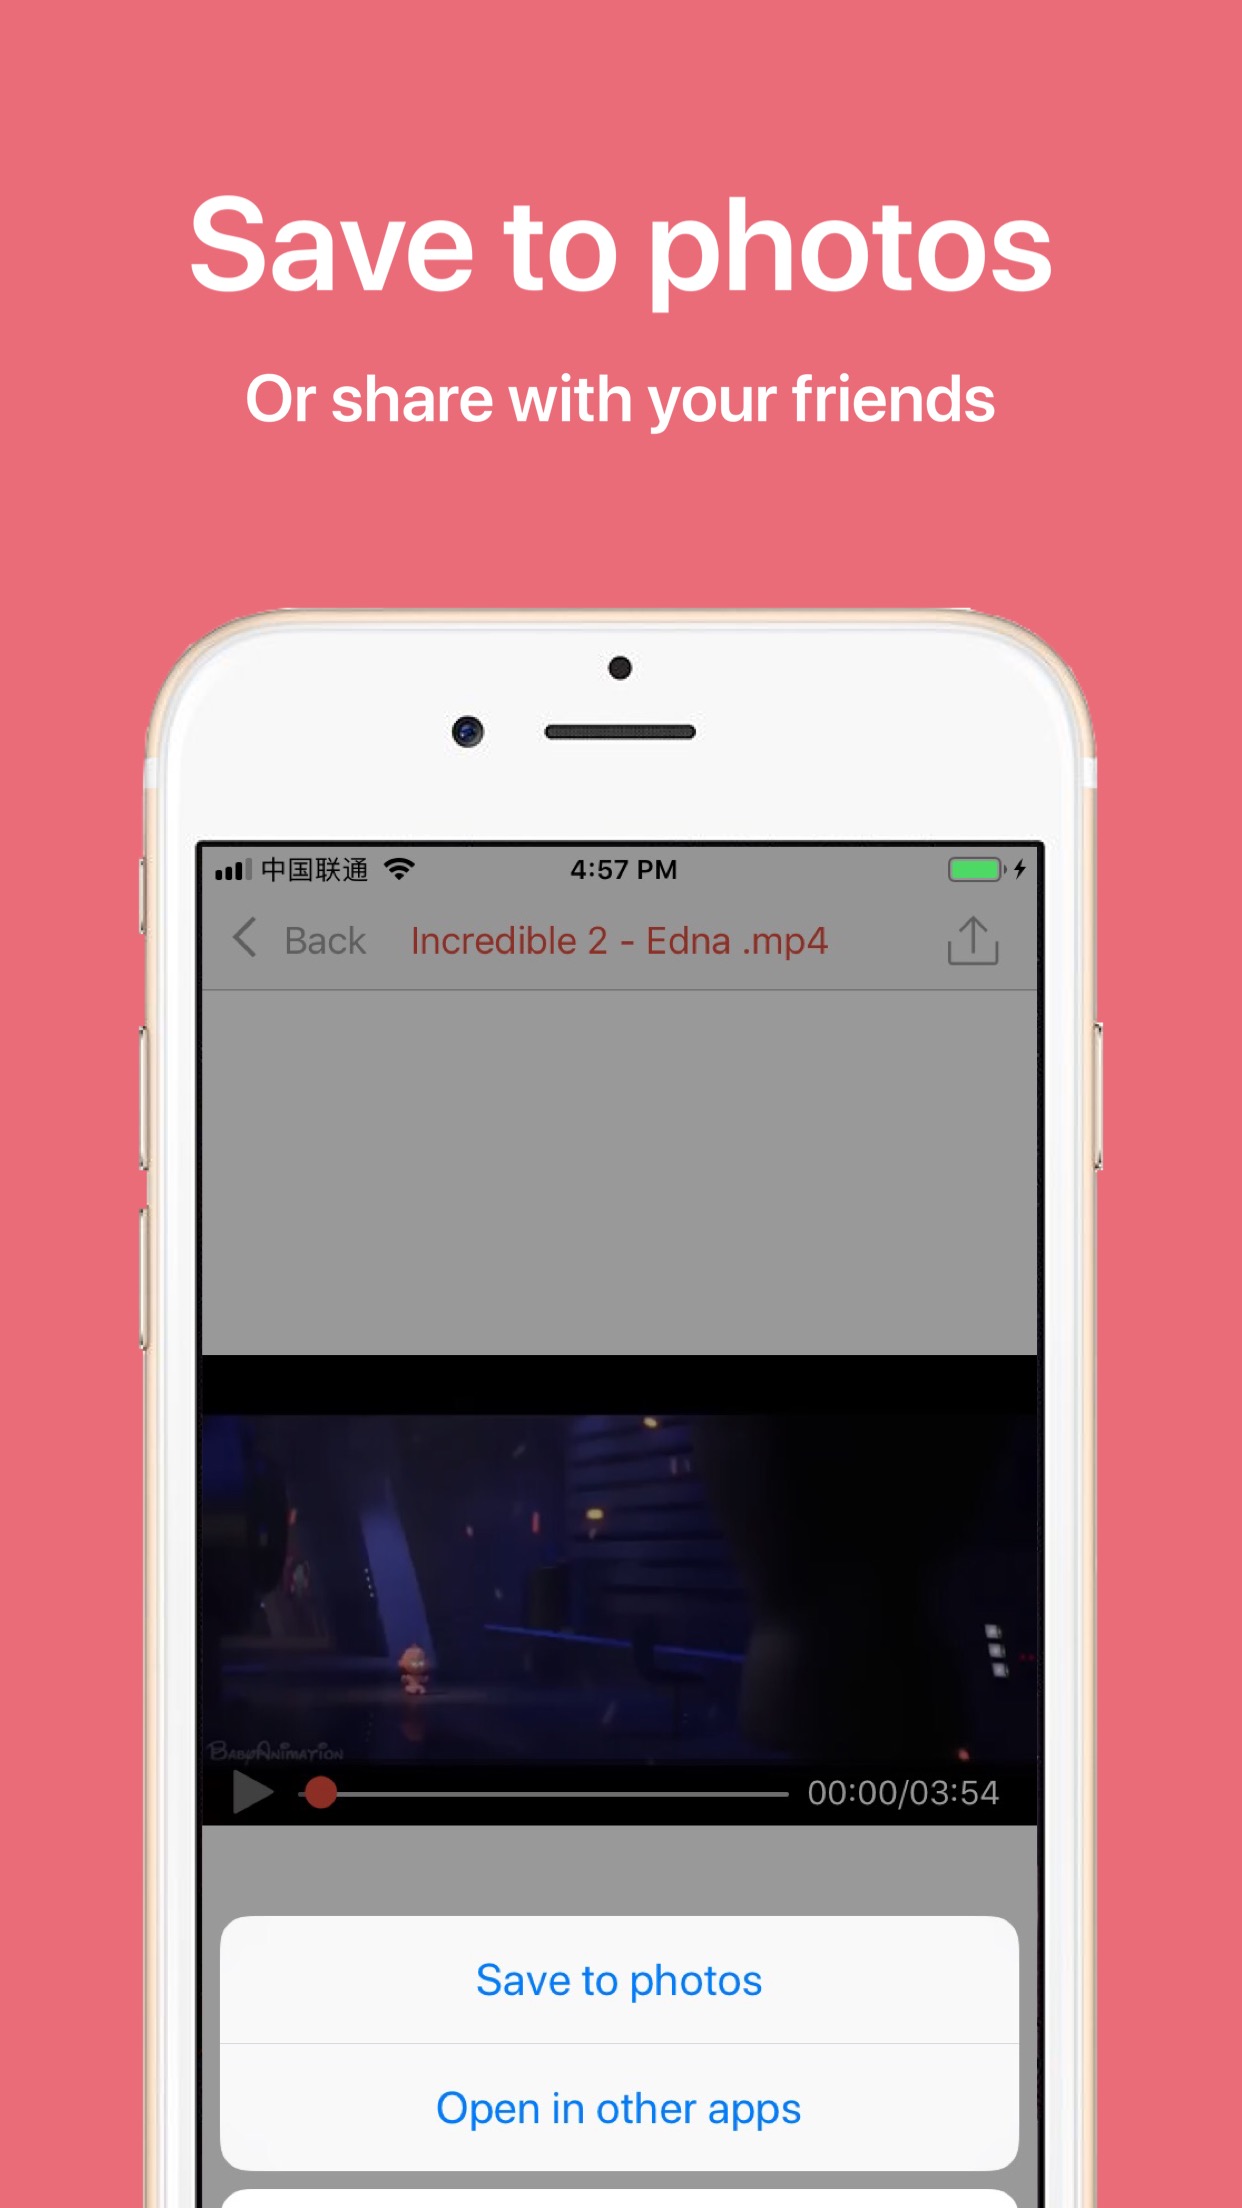 Save to photos
Or share with your friends
中国联通 4:57 PM
Back Incredible 2 - Edna .mp4
BabyAnimation
00:00/03:54
Save to photos
Open in other apps